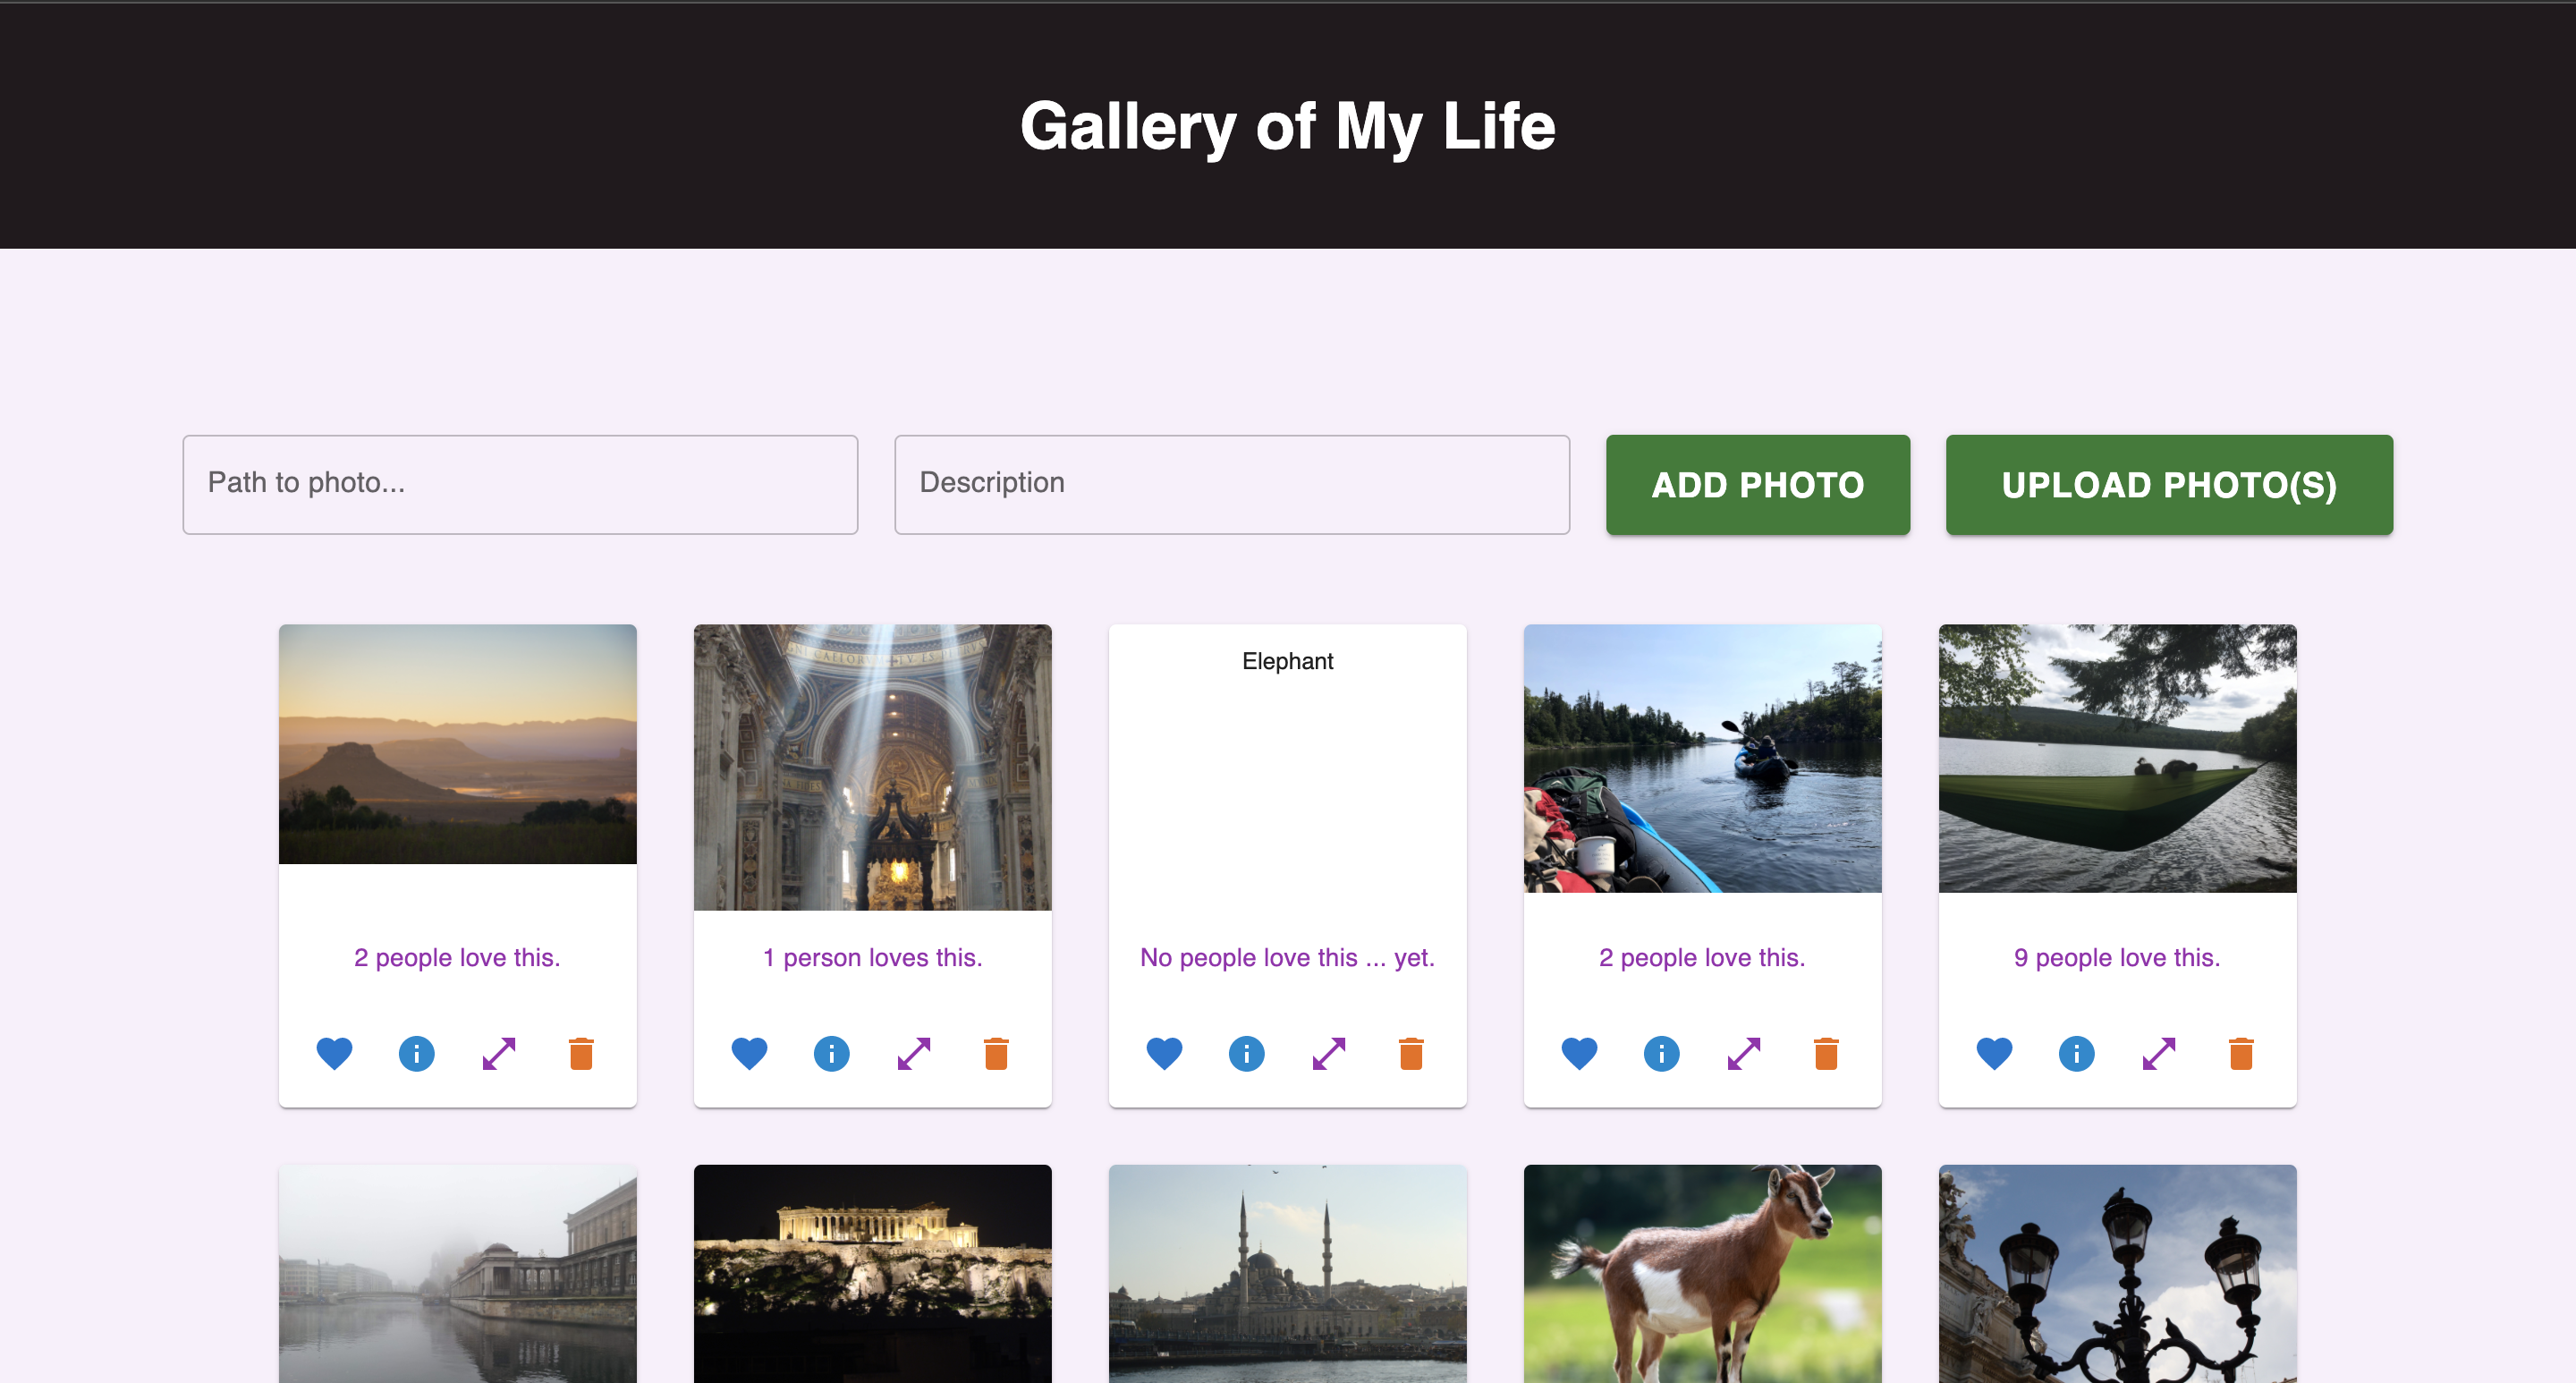 Gallery of My Life
Path to photo...
Description
ADD PHOTO
UPLOAD PHOTO(S)
Elephant
2 people love this.
1 person loves this.
No people love this ... yet.
2 people love this.
9 people love this.